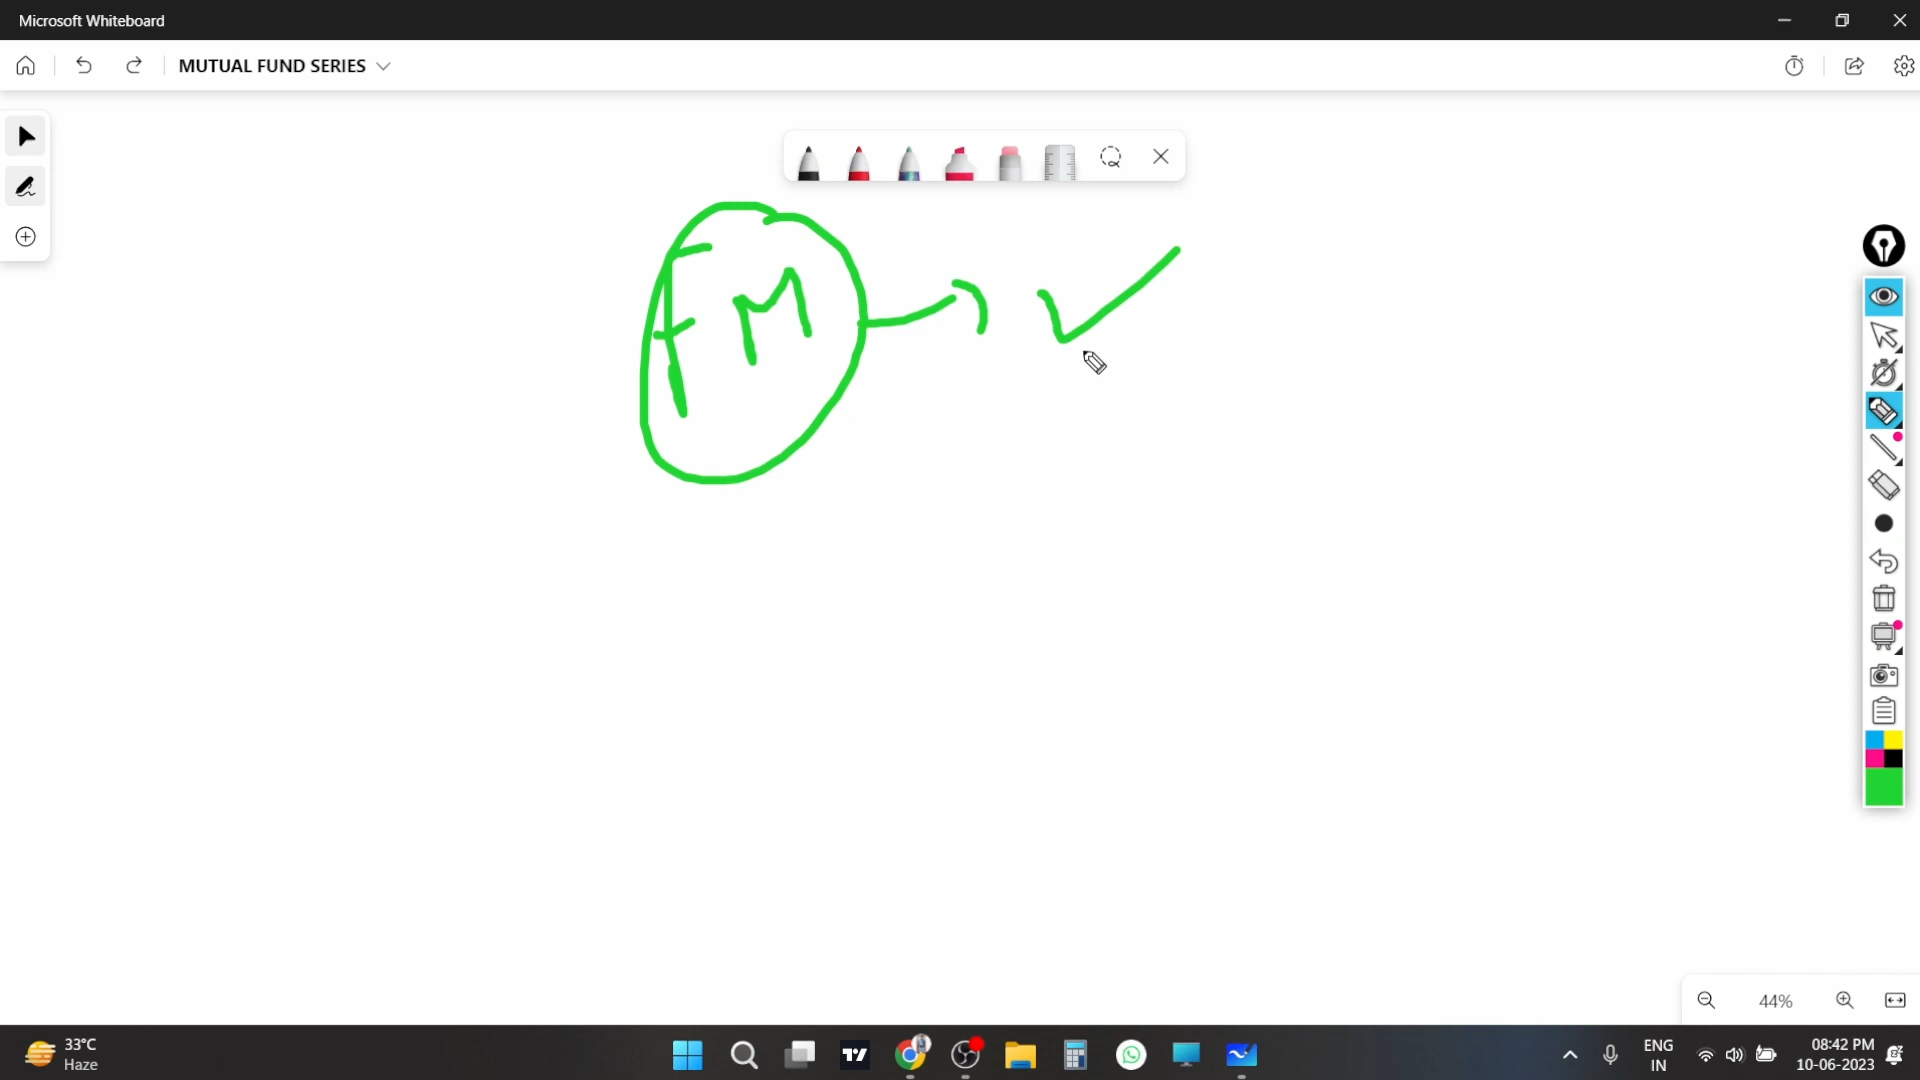 Microsoft Whiteboard
MUTUAL FUND SERIES
FM
44%
33°C
Haze
ENG
IN
08:42 PM
10-06-2023